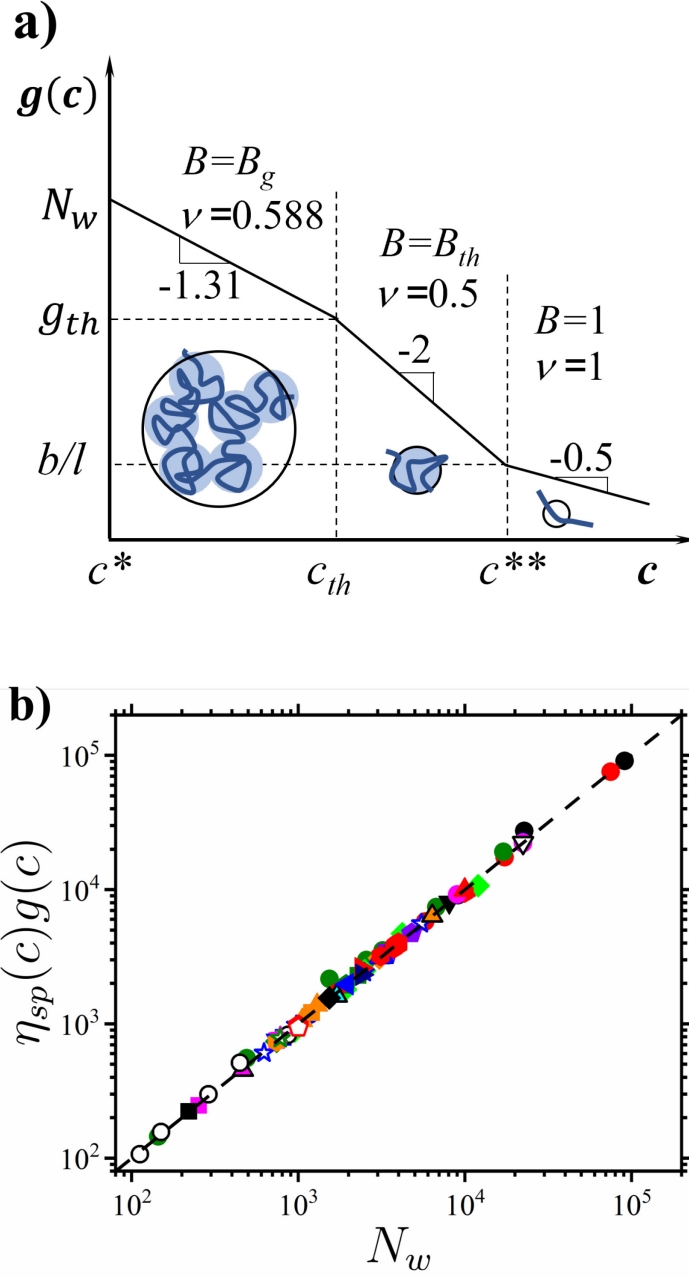 a)
g(c)
B=B_g
N_w
ν=0.588
B=B_th
-1.31
ν=0.5
B=1
g_th
-2
ν=1
b/l
-0.5
c*
c_th
c**
c
b)
10^5
10^4
η_sp(c)g(c)
10^3
10^2
10^2 10^3 10^4 10^5
N_w